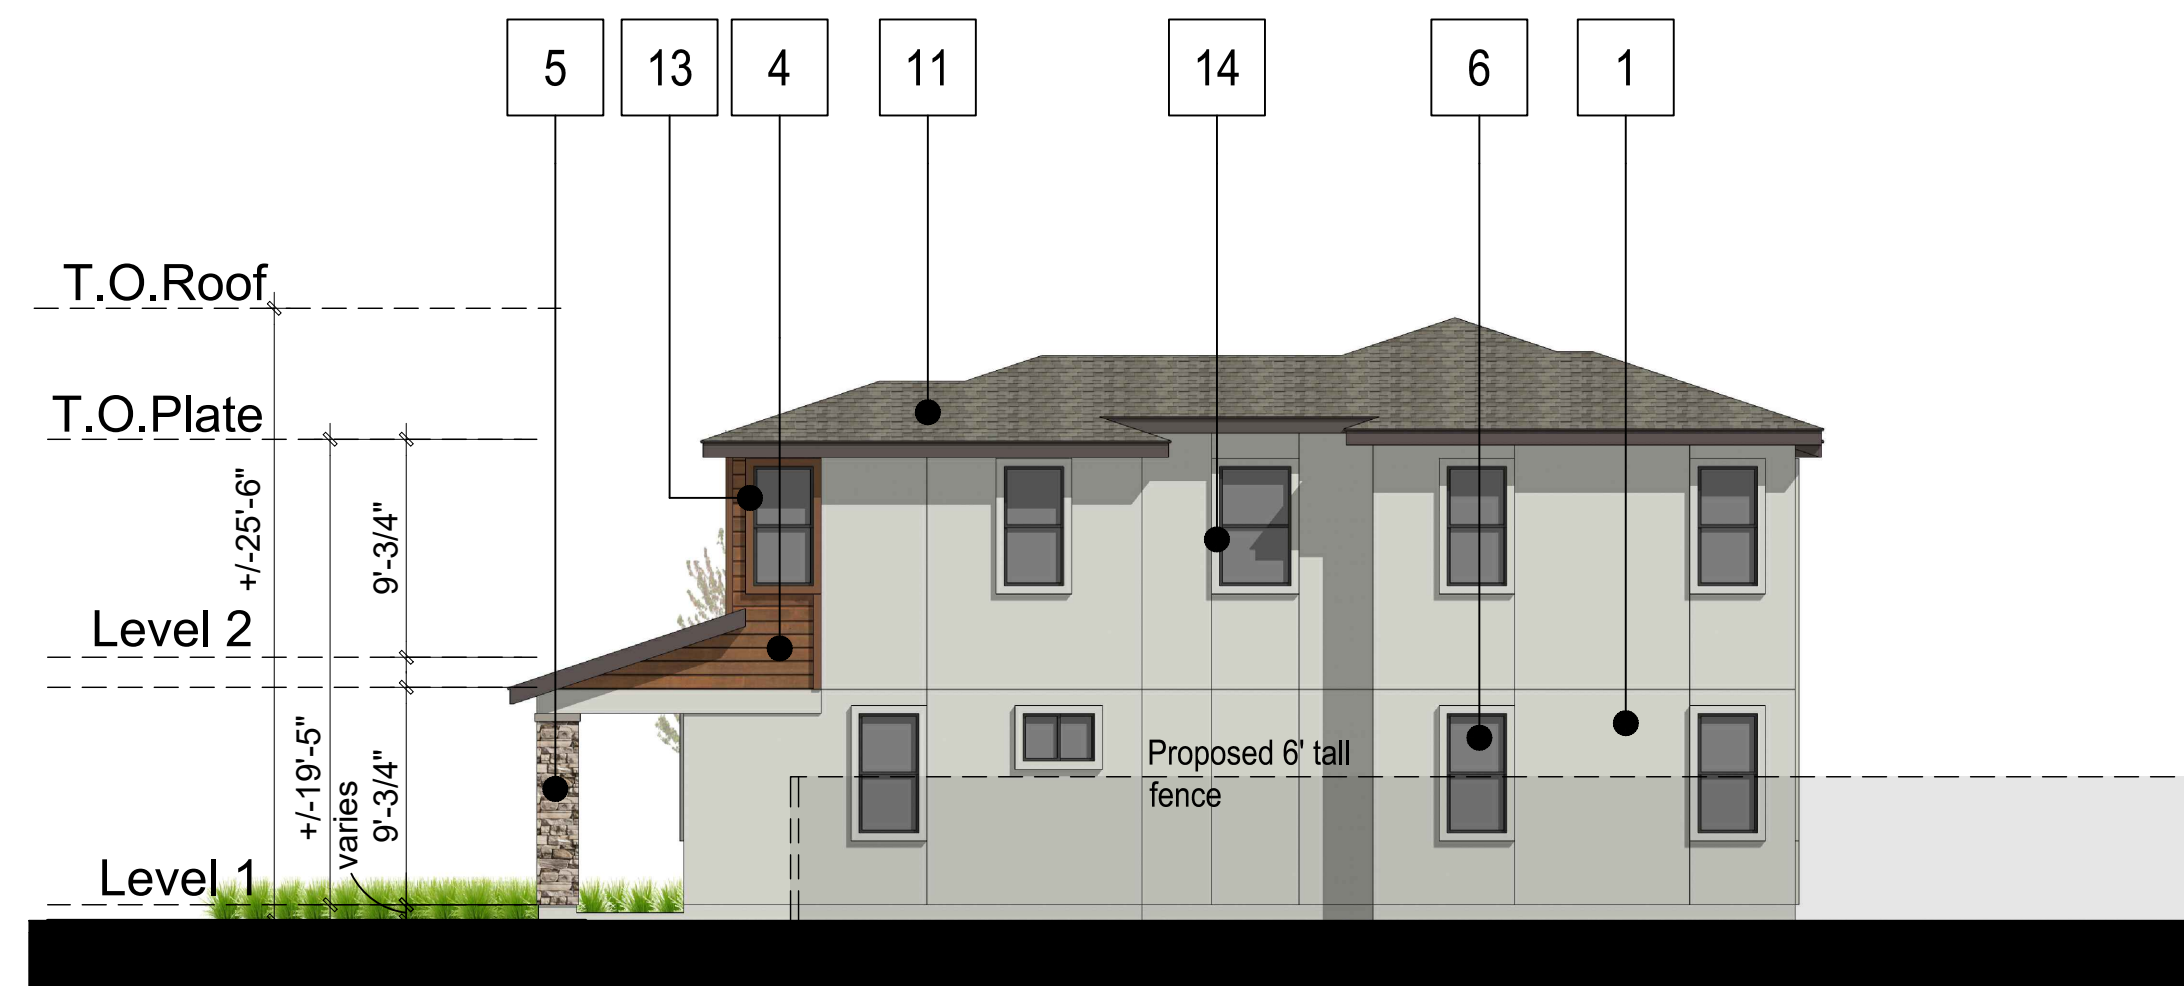 5
13
4
11
14
6
1
T.O.Roof
T.O.Plate
+/-25'-6"
9'-3/4"
Level 2
+/-19'-5"
varies
9'-3/4"
Proposed 6' tall
fence
Level 1